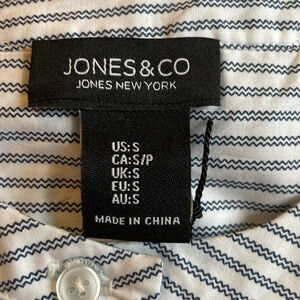 JONES&CO
JONES NEW YORK
US:S
CA:S/P
UK:S
EU:S
AU:S
MADE IN CHINA